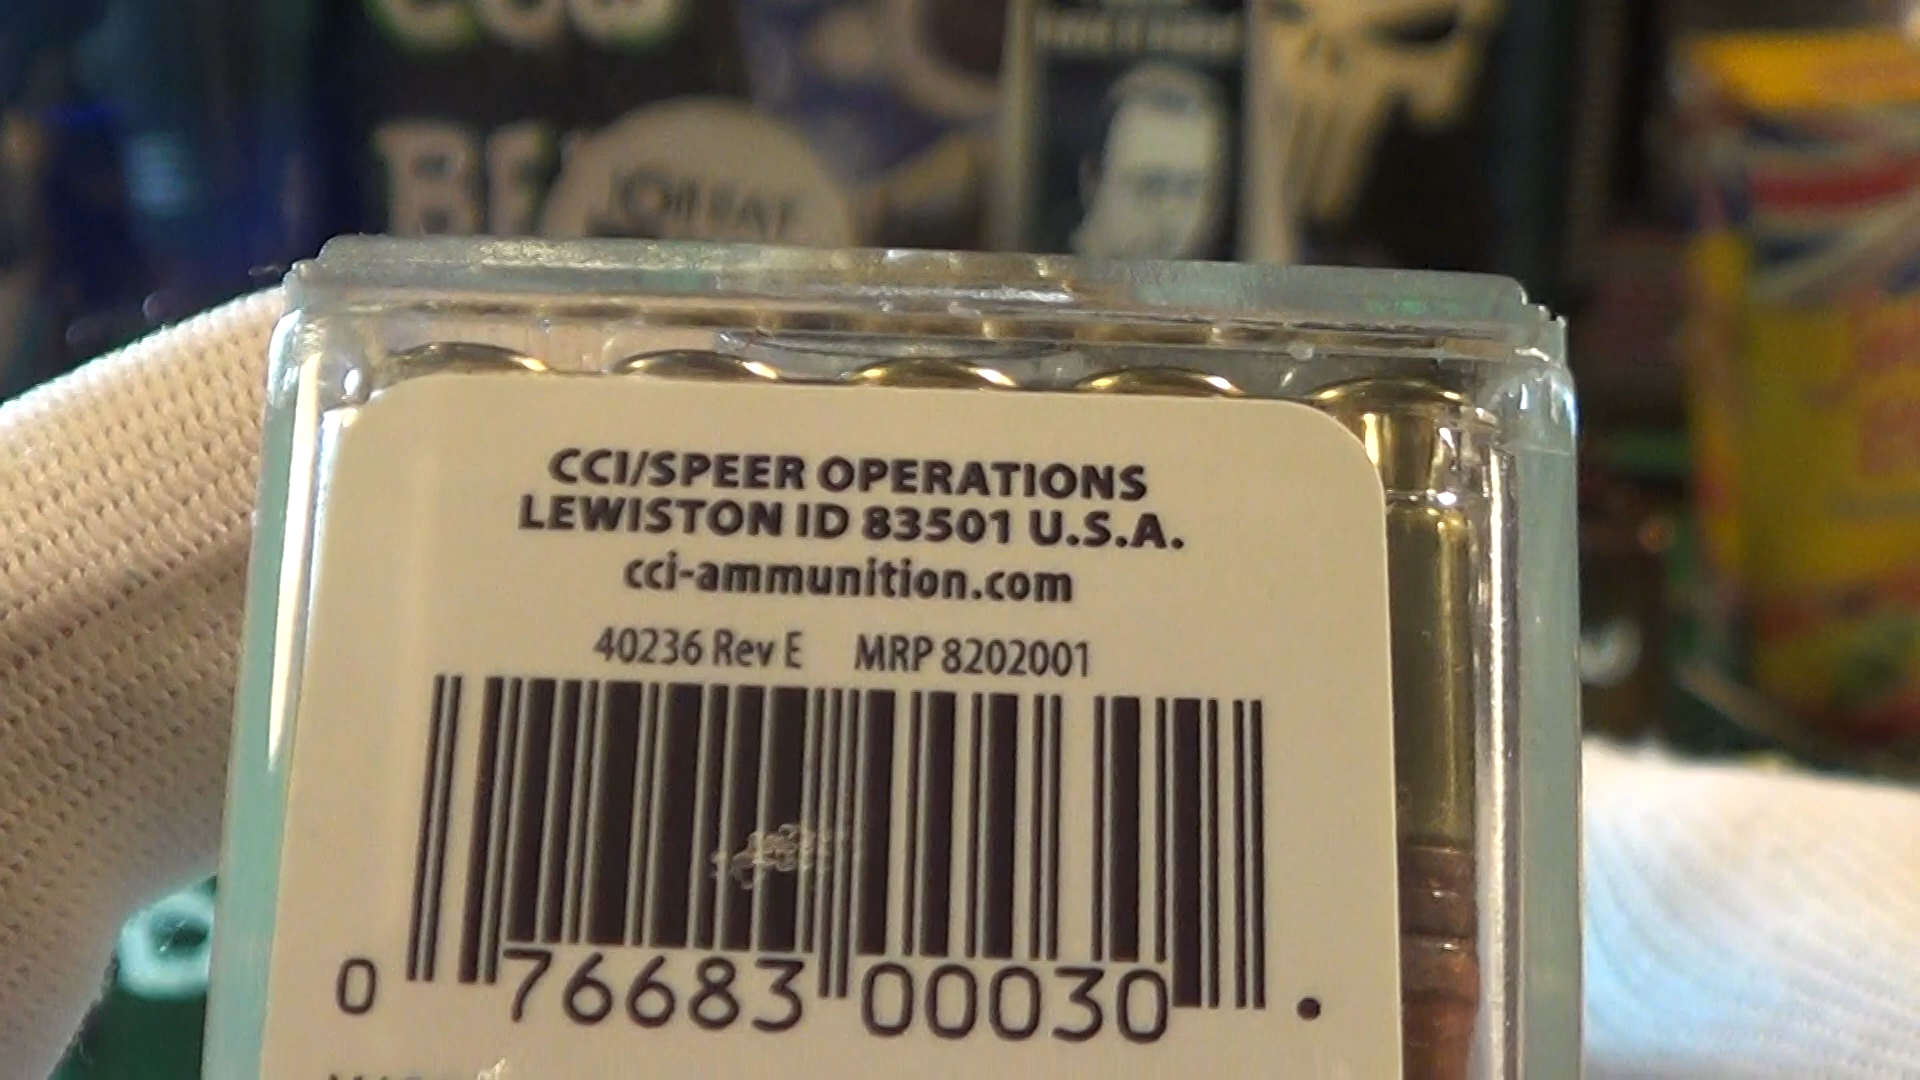 CCI/SPEER OPERATIONS
LEWISTON ID 83501 U.S.A.
cci-ammunition.com
40236 Rev E MRP 8202001
0 76683 00030 .